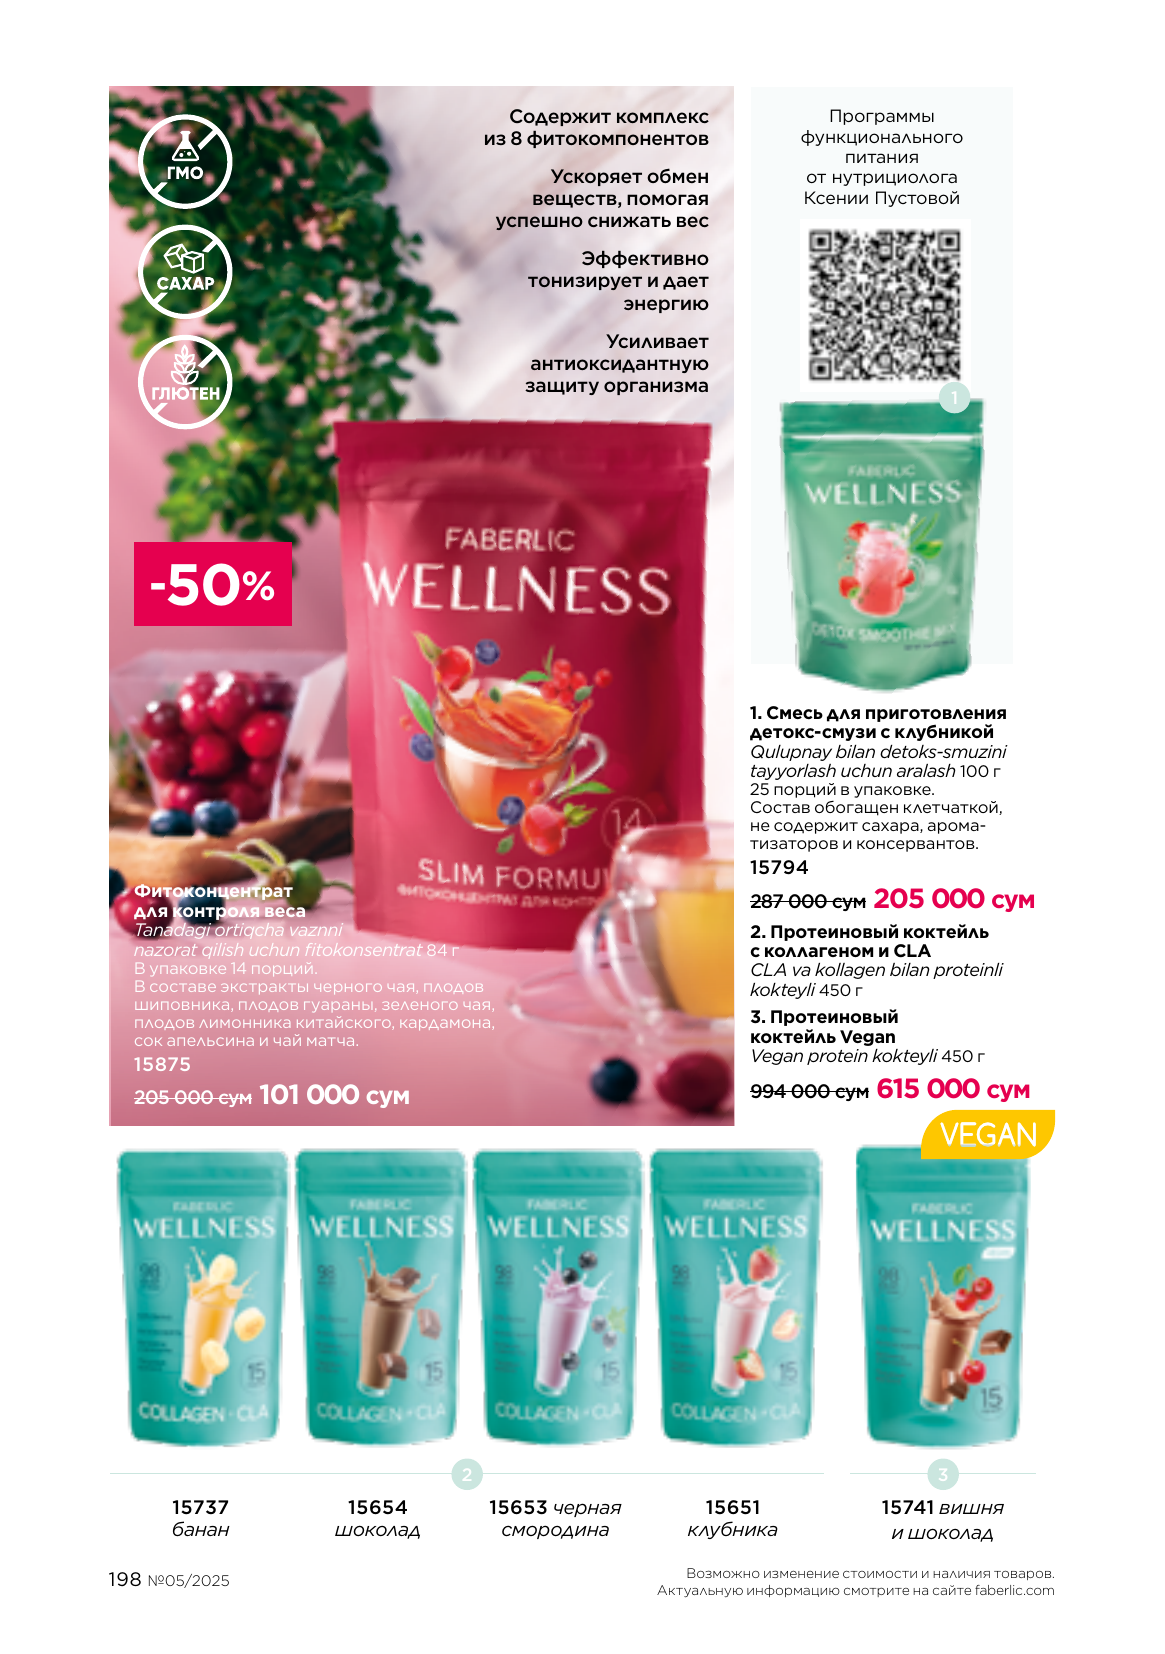 ГМО
САХАР
ГЛЮТЕН
Содержит комплекс
из 8 фитокомпонентов
Ускоряет обмен
веществ, помогая
успешно снижать вес
Эффективно
тонизирует и дает
энергию
Усиливает
антиоксидантную
защиту организма
-50%
FABERLIC
WELLNESS
14
SLIM FORMU
Фитоконцентрат
для контроля веса
Tanadagi ortiqcha vaznni
nazorat qilish uchun fitokonsentrat 84 г
В упаковке 14 порций.
В составе экстракты черного чая, плодов
шиповника, плодов гуараны, зеленого чая,
плодов лимонника китайского, кардамона,
сок апельсина и чай матча.
15875
205 000 сум 101 000 сум
Программы
функционального
питания
от нутрициолога
Ксении Пустовой
1
FABERLIC
WELLNESS
DETOX SMOOTHIE MIX
1. Смесь для приготовления
детокс-смузи с клубникой
Qulupnay bilan detoks-smuzini
tayyorlash uchun aralash 100 г
25 порций в упаковке.
Состав обогащен клетчаткой,
не содержит сахара, арома-
тизаторов и консервантов.
15794
287 000 сум 205 000 сум
2. Протеиновый коктейль
с коллагеном и CLA
CLA va kollagen bilan proteinli
kokteyli 450 г
3. Протеиновый
коктейль Vegan
Vegan protein kokteyli 450 г
994 000 сум 615 000 сум
VEGAN
FABERLIC
WELLNESS
98
15
COLLAGEN + CLA
FABERLIC
WELLNESS
98
15
COLLAGEN + CLA
FABERLIC
WELLNESS
98
15
COLLAGEN + CLA
FABERLIC
WELLNESS
98
15
COLLAGEN + CLA
FABERLIC
WELLNESS
98
15
2
3
15737
банан
15654
шоколад
15653 черная
смородина
15651
клубника
15741 вишня
и шоколад
198 №05/2025
Возможно изменение стоимости и наличия товаров.
Актуальную информацию смотрите на сайте faberlic.com